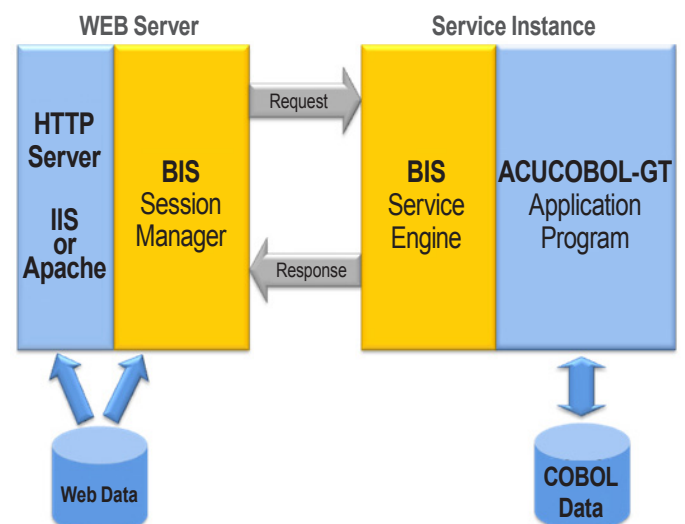 WEB Server
Service Instance
HTTP
Server
IIS
or
Apache
BIS
Session
Manager
Request
Response
BIS
Service
Engine
ACUCOBOL-GT
Application
Program
Web Data
COBOL
Data